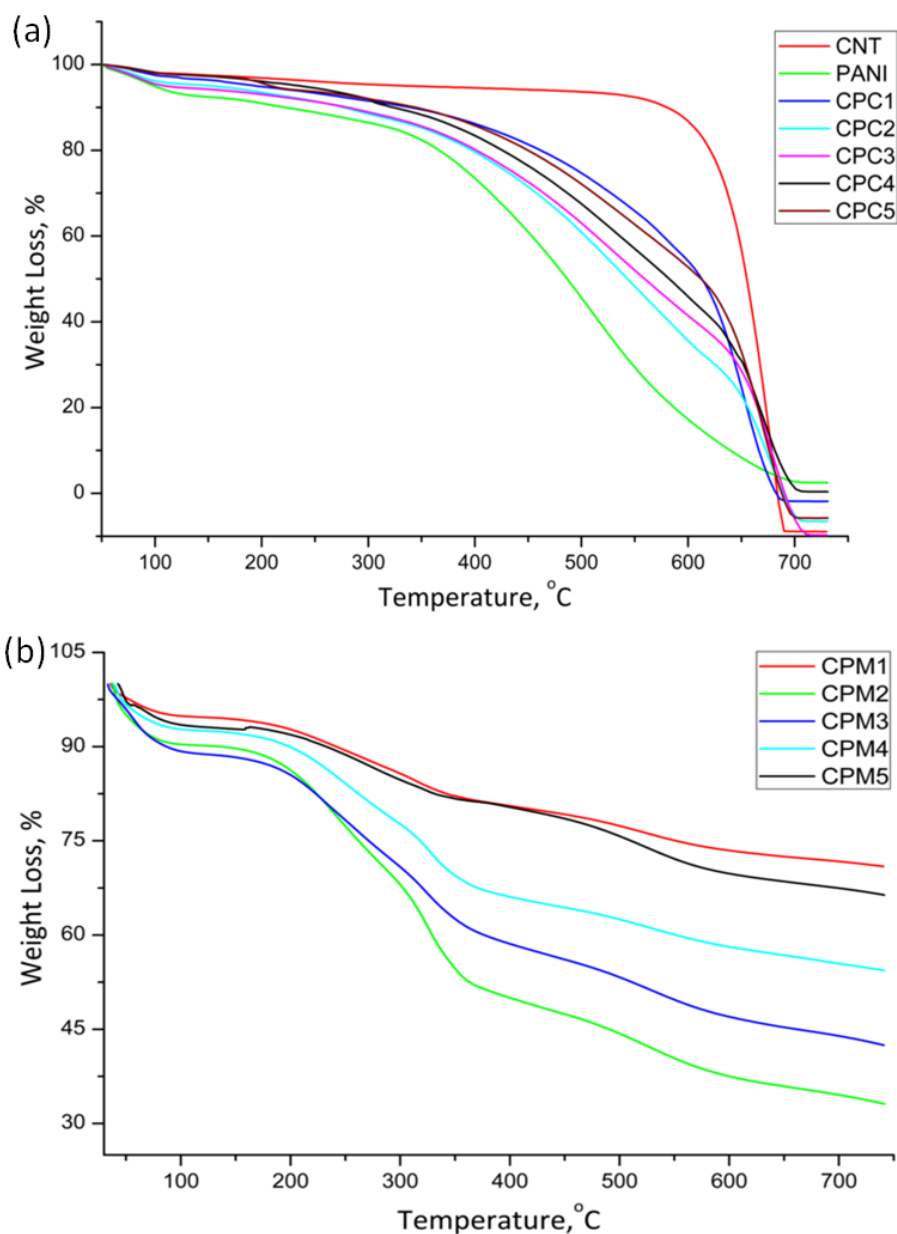 (a)
CNT
PANI
CPC1
CPC2
CPC3
CPC4
CPC5
100
80
60
40
20
0
Weight Loss, %
100 200 300 400 500 600 700
Temperature, °C
(b)
CPM1
CPM2
CPM3
CPM4
CPM5
105
90
75
60
45
30
Weight Loss, %
100 200 300 400 500 600 700
Temperature,°C